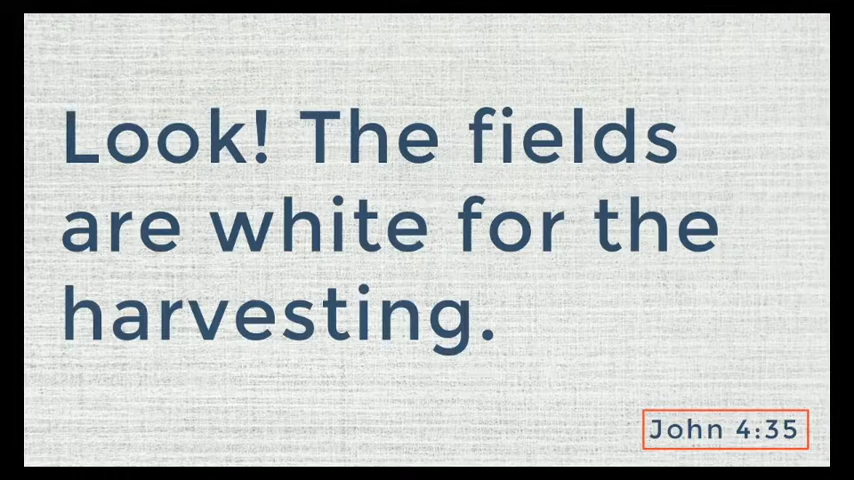 Look! The fields
are white for the
harvesting.
John 4:35